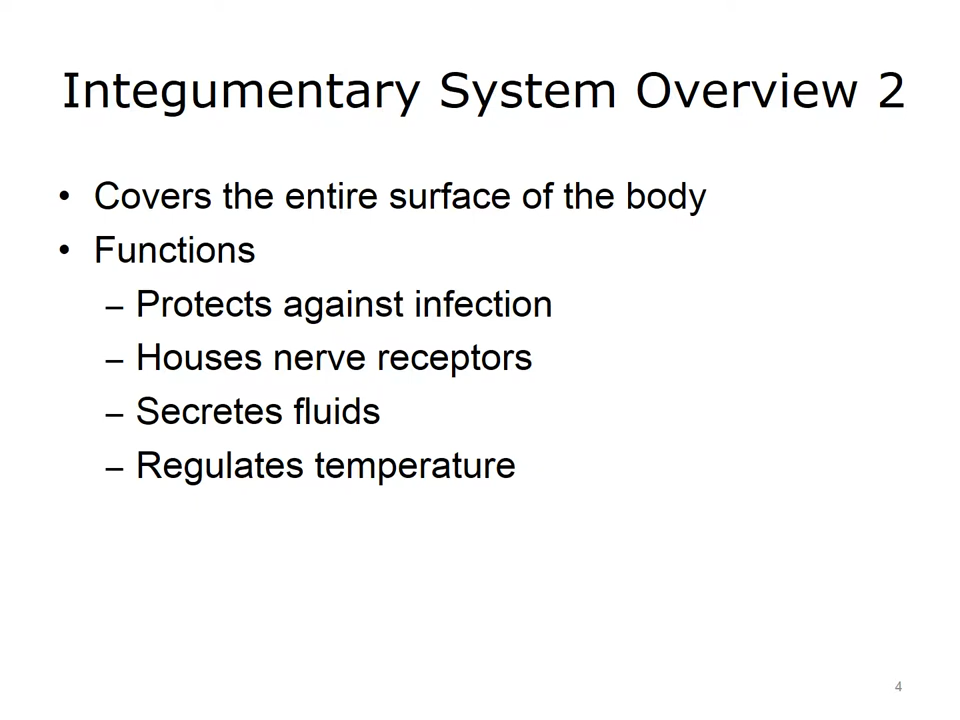 Integumentary System Overview 2
• Covers the entire surface of the body
• Functions
– Protects against infection
– Houses nerve receptors
– Secretes fluids
– Regulates temperature
4